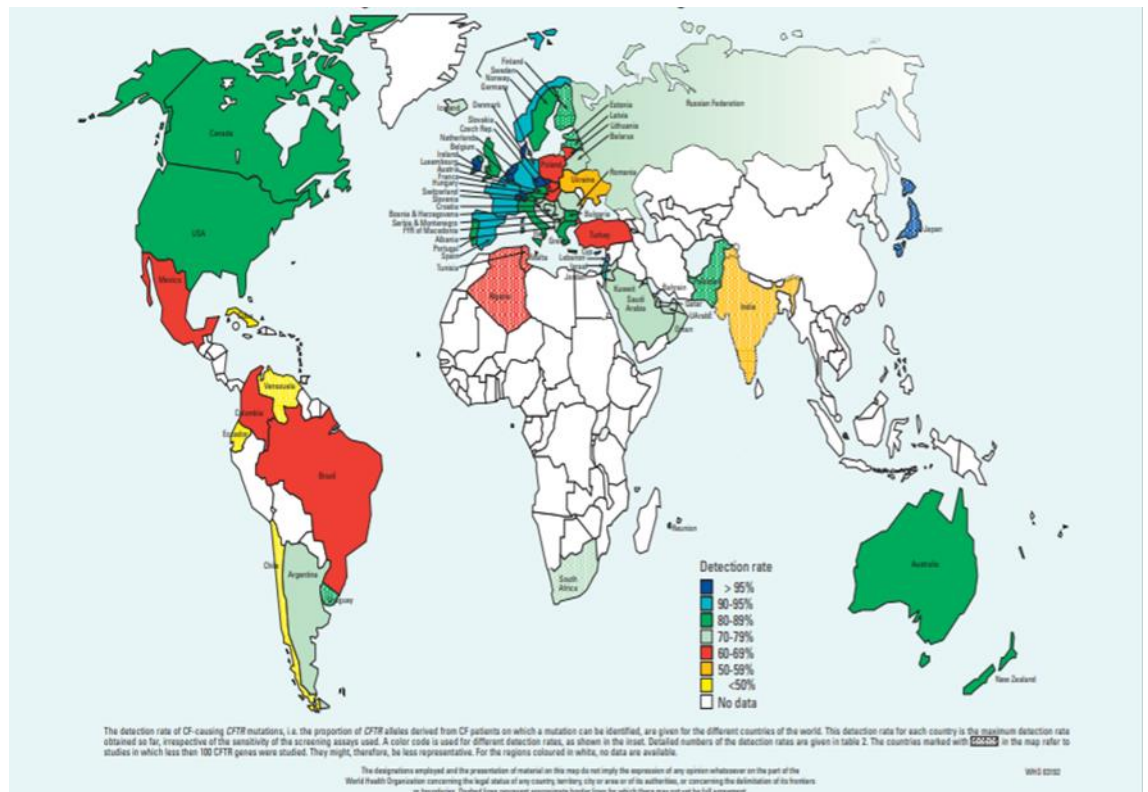 Finland
Sweden
Norway
Germany
Denmark
Iceland
Slovakia
Czech Rep.
Netherlands
Belgium
Ireland
Luxembourg
Austria
France
Hungary
Switzerland
Slovenia
Croatia
Bosnia & Herzegovina
Serbia & Montenegro
FYR of Macedonia
Albania
Portugal
Spain
Tunisia
Estonia
Latvia
Lithuania
Belarus
Russian Federation
Poland
Ukraine
Romania
Bulgaria
Turkey
Malta
Lebanon
Israel
Jordan
Kuwait
Saudi
Arabia
Bahrain
Qatar
Oman
India
Japan
Canada
USA
Mexico
Venezuela
Colombia
Ecuador
Brazil
Chile
Argentina
Uruguay
Reunion
South
Africa
Australia
New Zealand
Detection rate
> 95%
90-95%
80-89%
70-79%
60-69%
50-59%
<50%
No data
The detection rate of CF-causing CFTR mutations, i.e. the proportion of CFTR alleles derived from CF patients on which a mutation can be identified, are given for the different countries of the world. This detection rate for each country is the maximum detection rate
obtained so far, irrespective of the sensitivity of the screening assays used. A color code is used for different detection rates, as shown in the inset. Detailed numbers of the detection rates are given in table 2. The countries marked with in the map refer to
studies in which less than 100 CFTR genes were studied. They might, therefore, be less representative. For the regions coloured in white, no data are available.
The designations employed and the presentation of material on this map do not imply the expression of any opinion whatsoever on the part of the
World Health Organization concerning the legal status of any country, territory, city or area or of its authorities, or concerning the delimitation of its frontiers